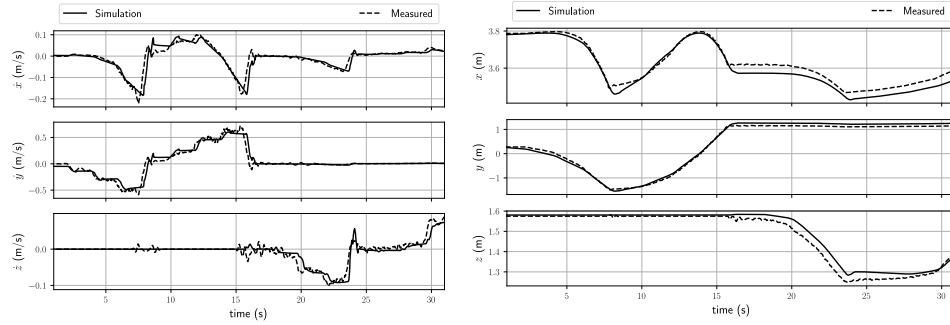 Simulation Measured
0.1
0.0
−0.1
−0.2
ẋ (m/s)
0.5
0.0
−0.5
ẏ (m/s)
0.0
−0.1
ż (m/s)
5 10 15 20 25 30
time (s)
Simulation Measured
3.8
3.6
x (m)
1
0
−1
y (m)
1.6
1.5
1.4
1.3
z (m)
5 10 15 20 25 30
time (s)